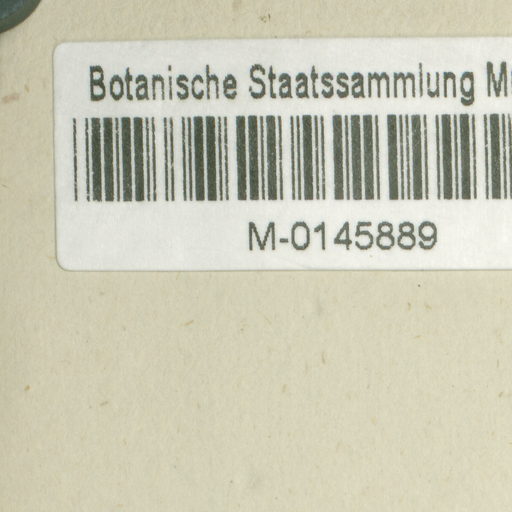 Botanische Staatssammlung M
M-0145889